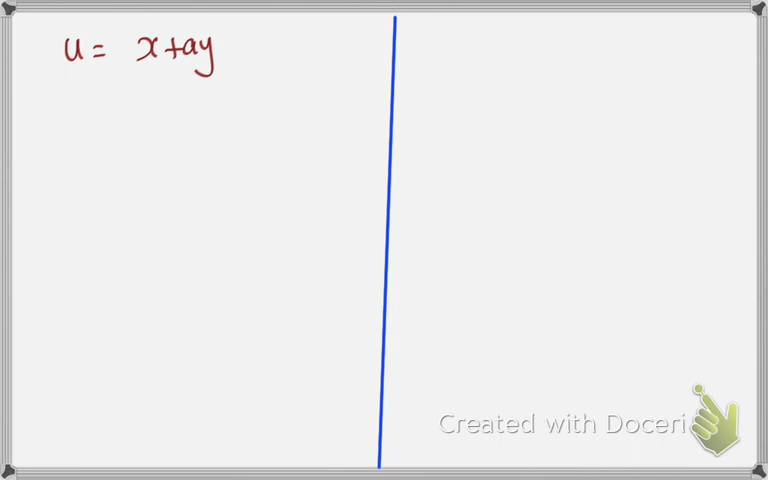 u = x+ay
Created with Doceri